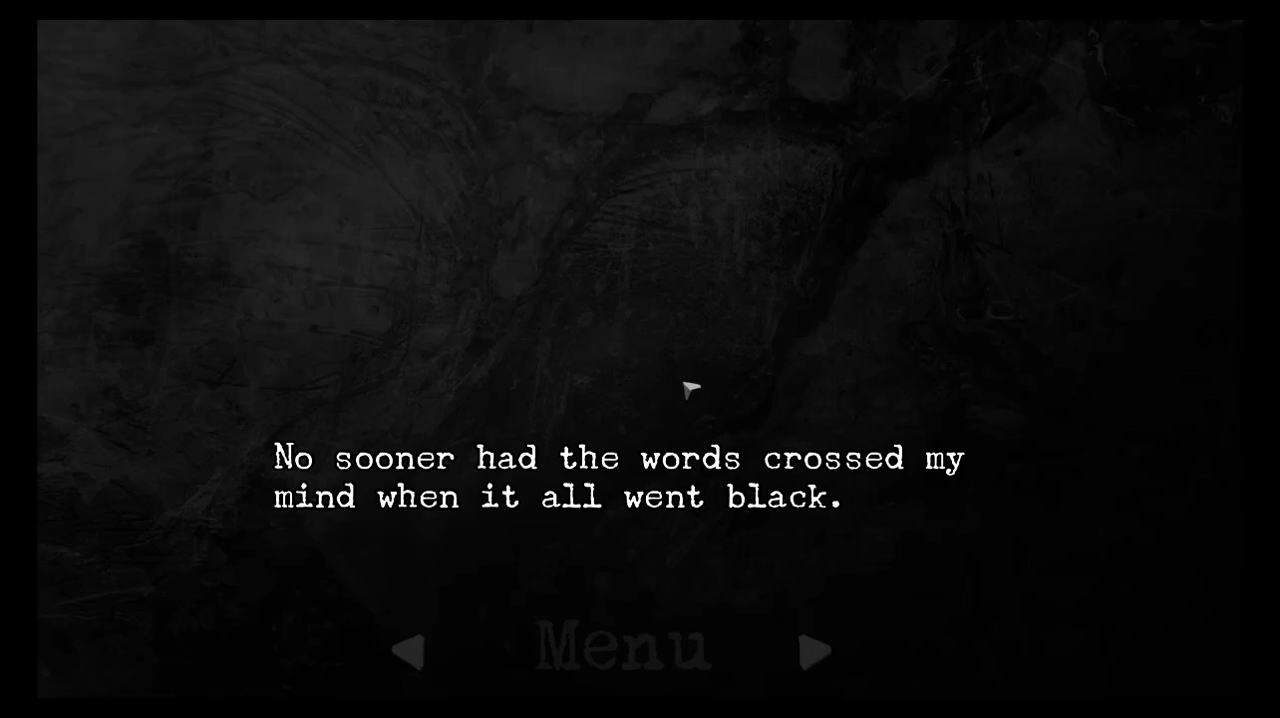 No sooner had the words crossed my
mind when it all went black.
Menu